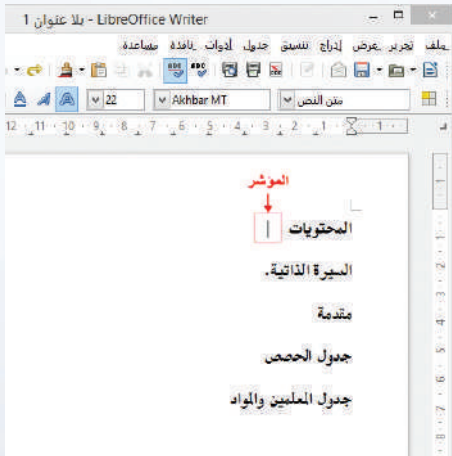 بلا عنوان 1 - LibreOffice Writer
ملف تحرير عرض إدراج تنسيق جدول أدوات نافذة مساعدة
متن النص Akhbar MT 22
1 1 2 3 4 5 6 7 8 9 10 11 12
المؤشر
المحتويات
السيرة الذاتية.
مقدمة
جدول الحصص
جدول المعلمين والمواد